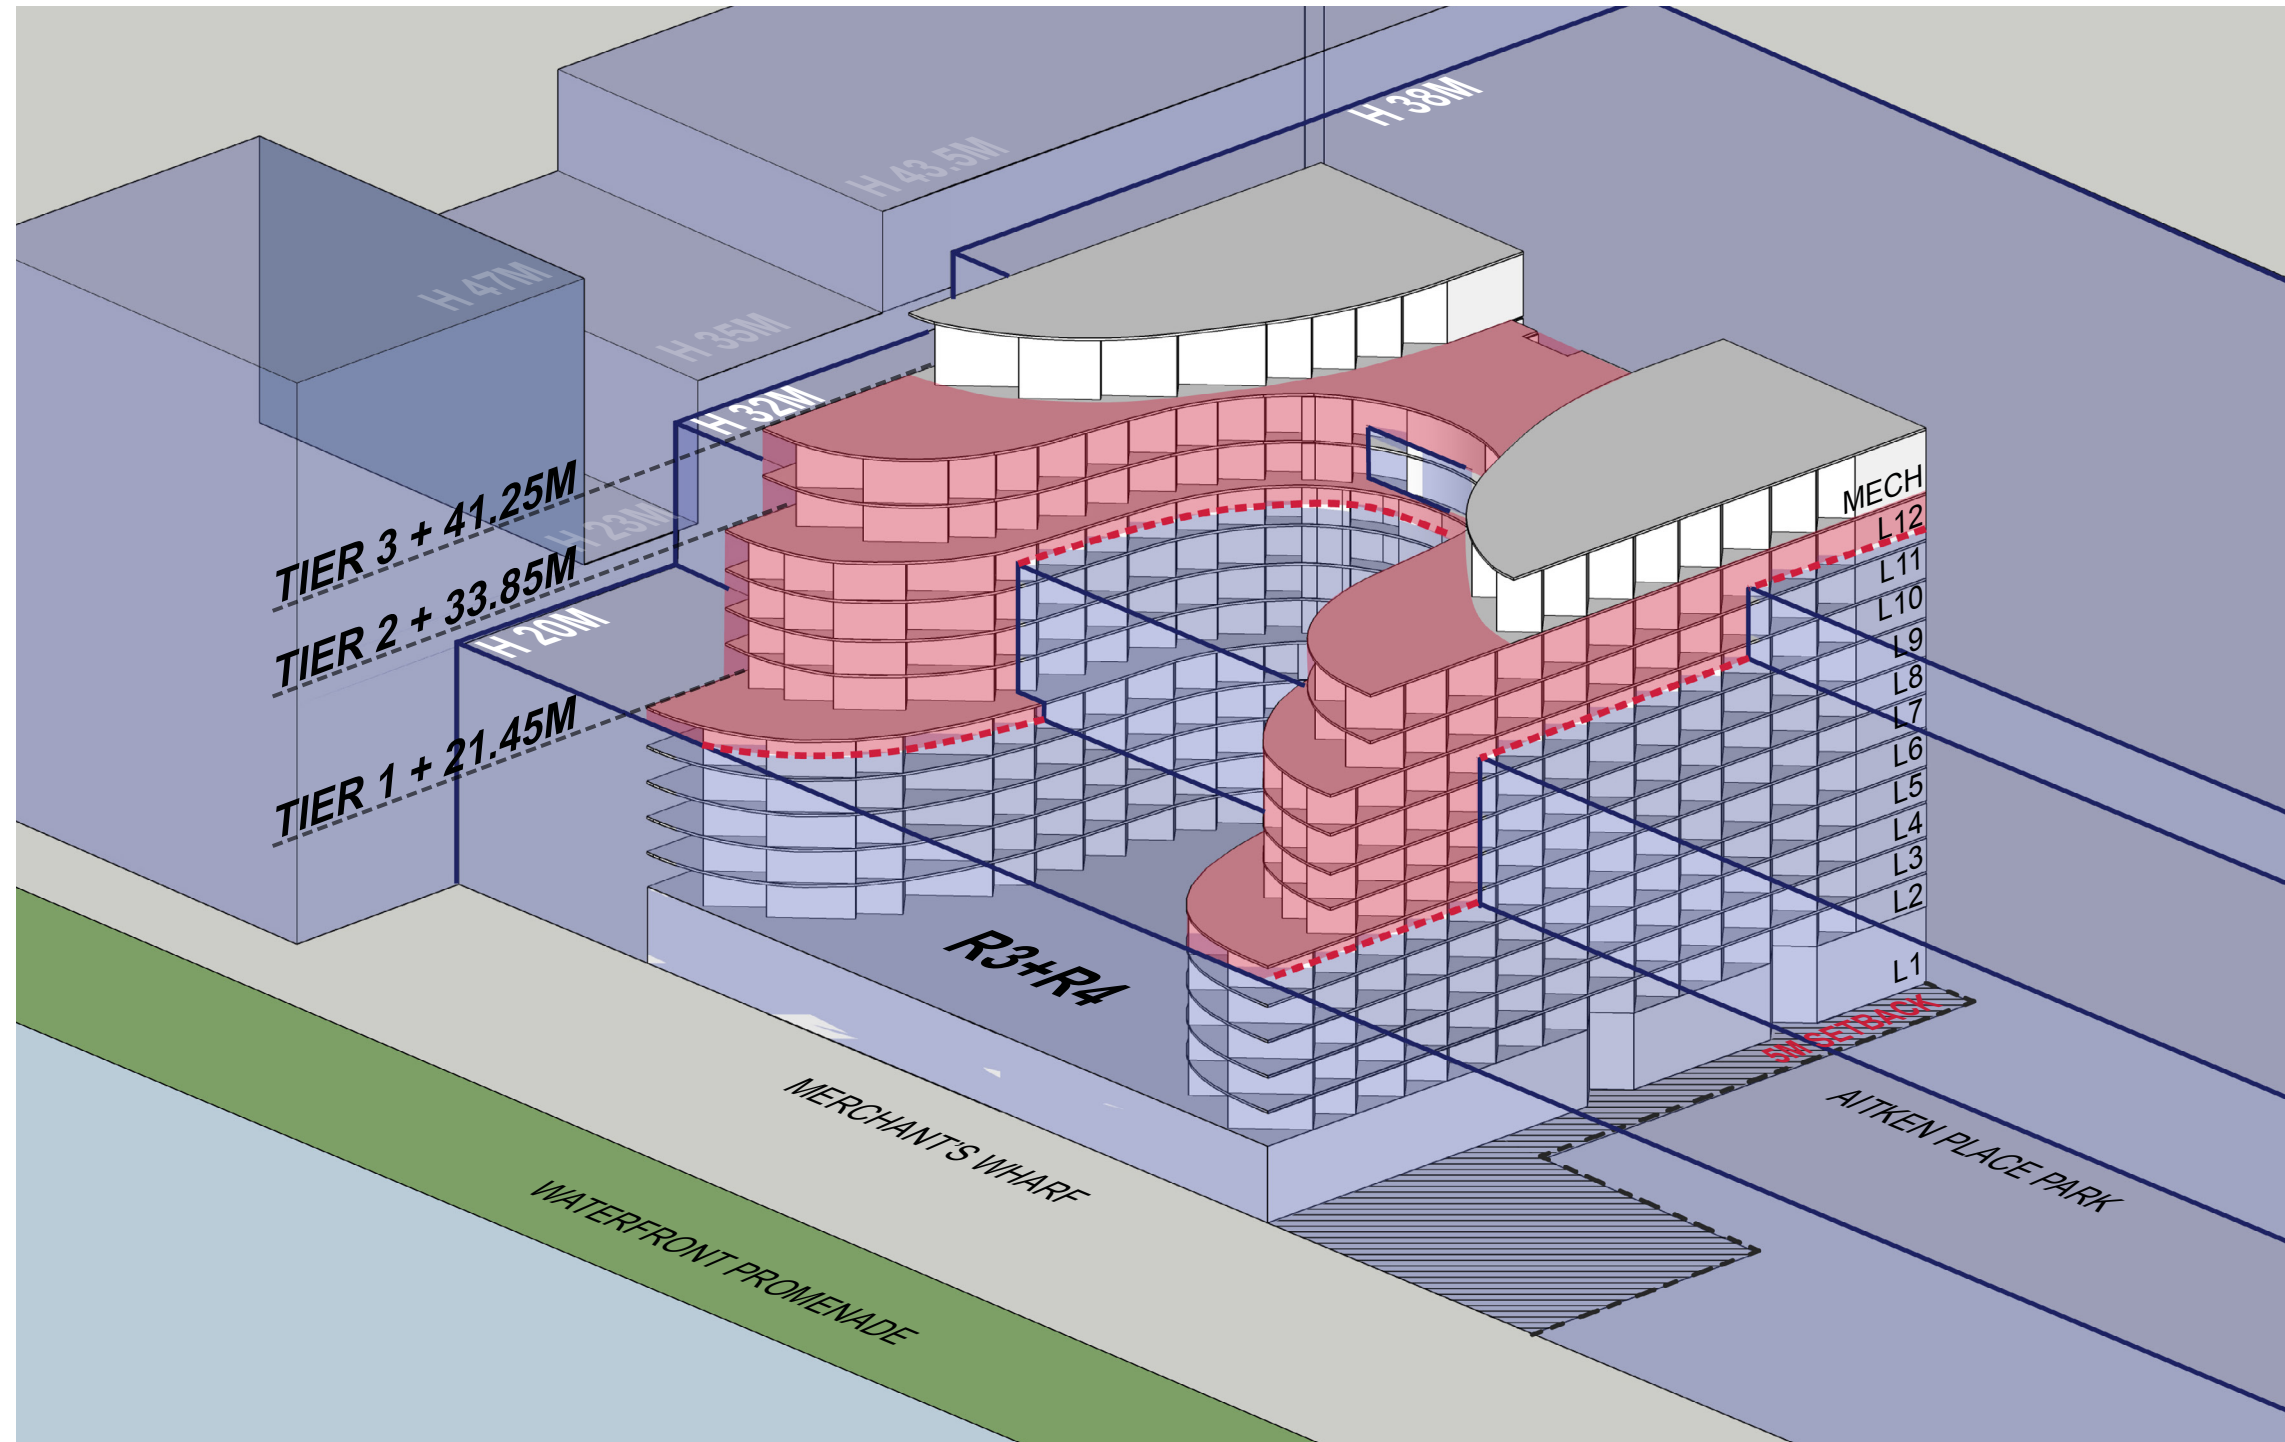 H 38M
H 43.5M
H 47M
H 35M
H 32M
H 23M
H 20M
TIER 3 + 41.25M
TIER 2 + 33.85M
TIER 1 + 21.45M
MECH
L12
L11
L10
L9
L8
L7
L6
L5
L4
L3
L2
L1
R3+R4
5M SETBACK
AITKEN PLACE PARK
MERCHANT'S WHARF
WATERFRONT PROMENADE